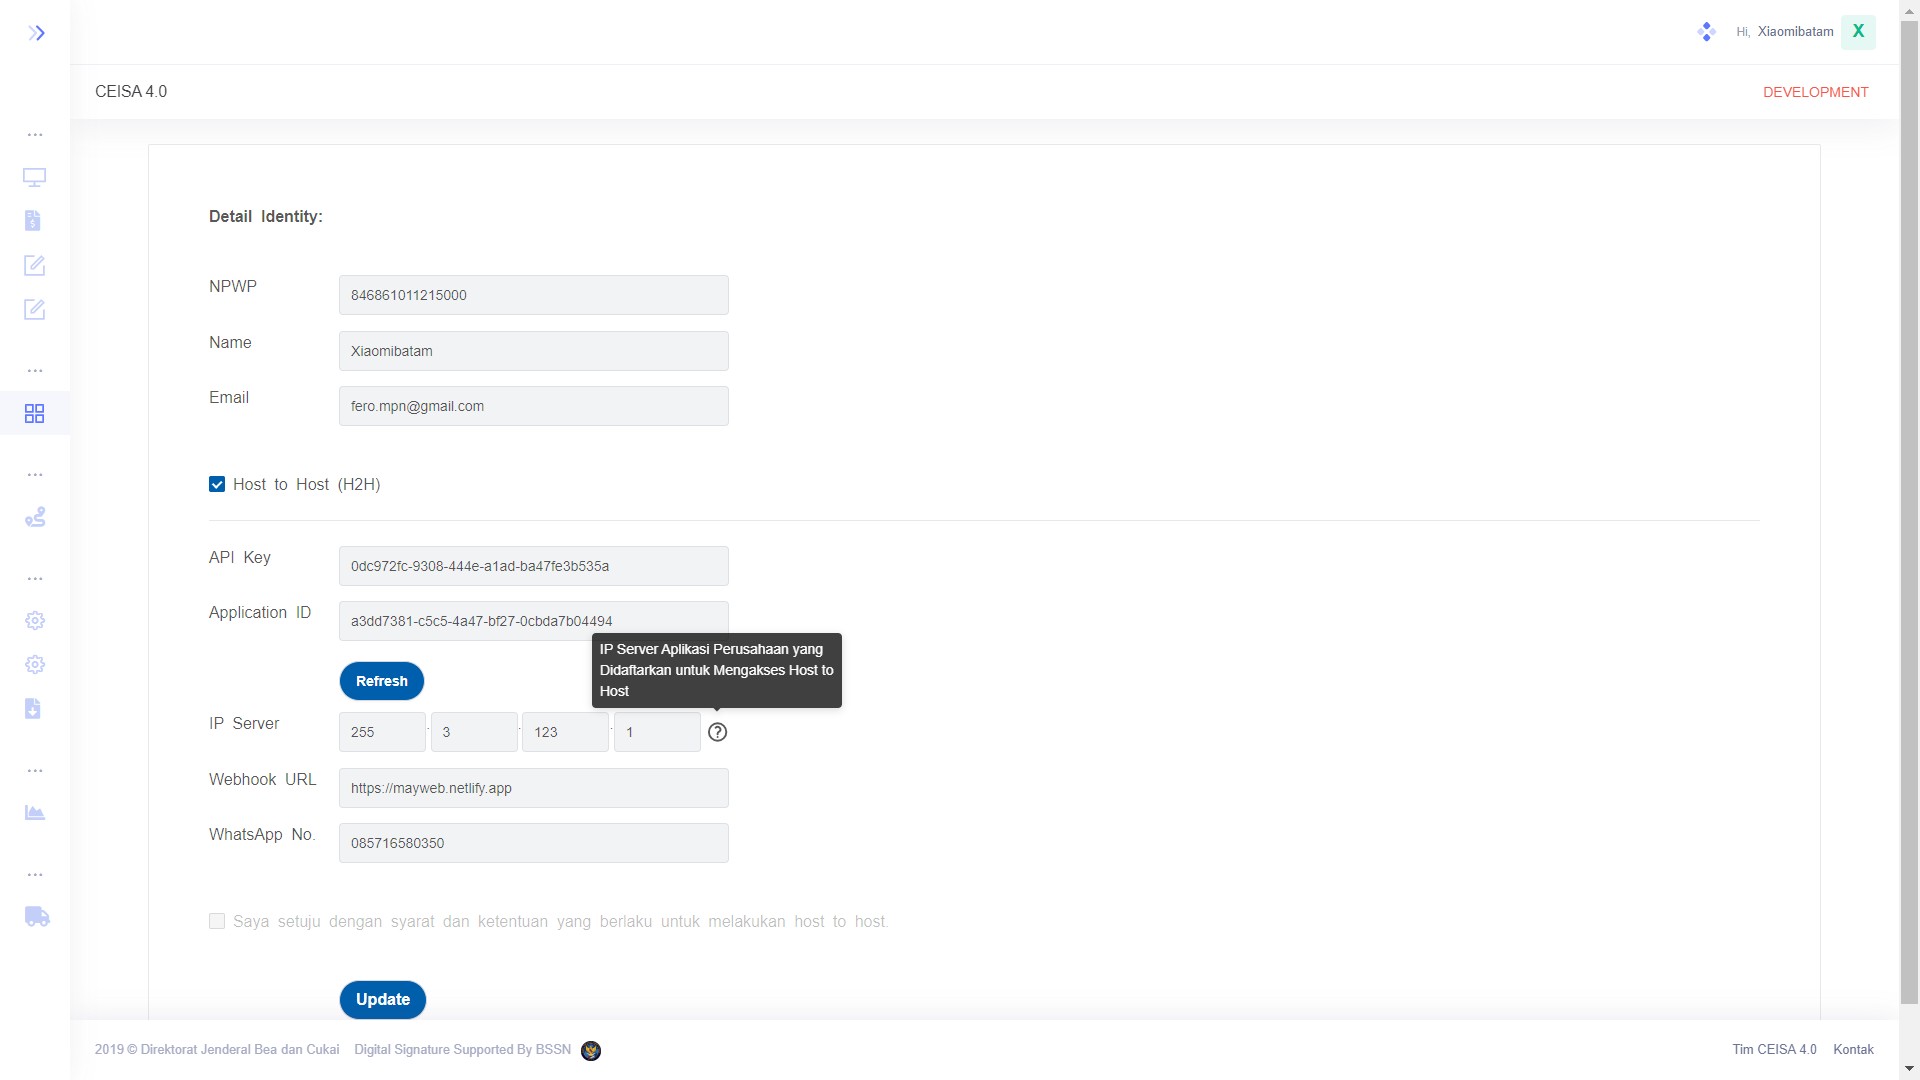 Hi, Xiaomibatam X
CEISA 4.0
DEVELOPMENT
...
Detail Identity:
NPWP
846861011215000
Name
Xiaomibatam
...
Email
fero.mpn@gmail.com
...
Host to Host (H2H)
API Key
0dc972fc-9308-444e-a1ad-ba47fe3b535a
...
Application ID
a3dd7381-c5c5-4a47-bf27-0cbda7b04494
IP Server Aplikasi Perusahaan yang
Didaftarkan untuk Mengakses Host to
Host
Refresh
IP Server
255 . 3 . 123 . 1 ?
...
Webhook URL
https://mayweb.netlify.app
WhatsApp No.
085716580350
...
Saya setuju dengan syarat dan ketentuan yang berlaku untuk melakukan host to host.
Update
2019 © Direktorat Jenderal Bea dan Cukai Digital Signature Supported By BSSN
Tim CEISA 4.0 Kontak